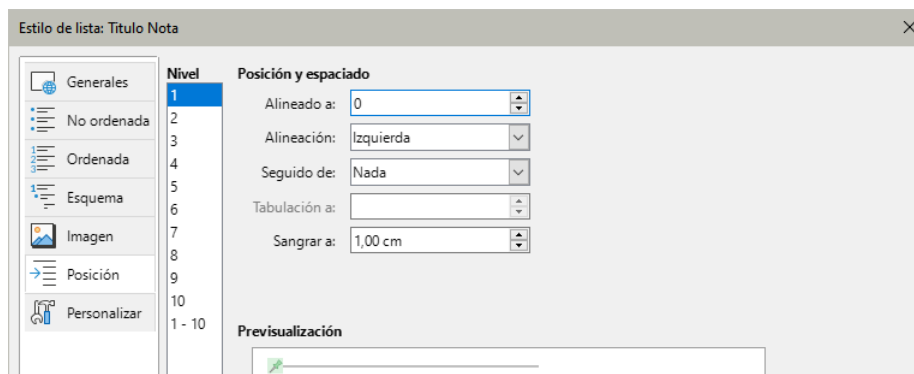 Estilo de lista: Titulo Nota
Generales
No ordenada
Ordenada
Esquema
Imagen
Posición
Personalizar
Nivel
1
2
3
4
5
6
7
8
9
10
1 - 10
Posición y espaciado
Alineado a: 0
Alineación: Izquierda
Seguido de: Nada
Tabulación a:
Sangrar a: 1,00 cm
Previsualización